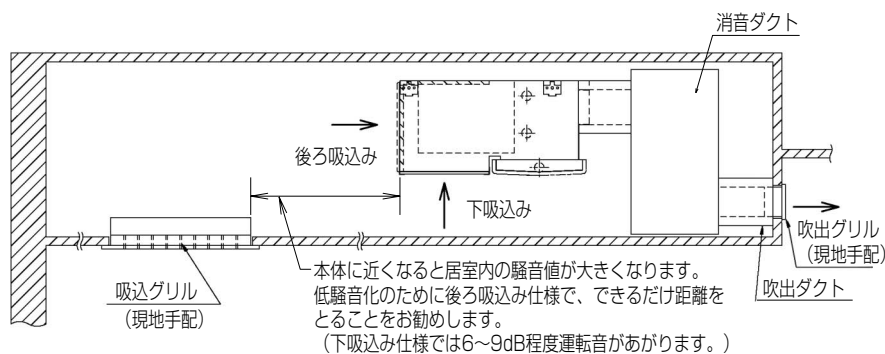 消音ダクト
後ろ吸込み
下吸込み
吹出グリル
(現地手配)
吹出ダクト
吸込グリル
(現地手配)
本体に近くなると居室内の騒音値が大きくなります。
低騒音化のために後ろ吸込み仕様で、できるだけ距離を
とることをお勧めします。
(下吸込み仕様では6〜9dB程度運転音があがります。)